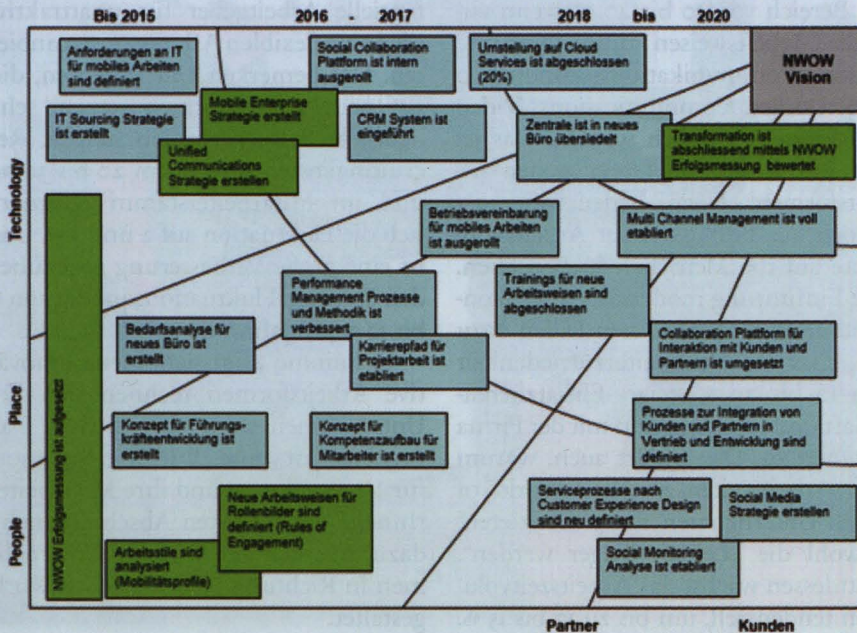 Bis 2015
2016 - 2017
2018 bis 2020
Anforderungen an IT
für mobiles Arbeiten
sind definiert
Social Collaboration
Plattform ist intern
ausgerollt
Umstellung auf Cloud
Services ist abgeschlossen
(20%)
NWOW
Vision
IT Sourcing Strategie
ist erstellt
Mobile Enterprise
Strategie erstellt
CRM System ist
eingeführt
Zentrale ist in neues
Büro übersiedelt
Transformation ist
abschliessend mittels NWOW
Erfolgsmessung bewertet
Unified
Communications
Strategie erstellen
Technology
Betriebsvereinbarung
für mobiles Arbeiten
ist ausgerollt
Multi Channel Management ist voll
etabliert
Performance
Management Prozesse
und Methodik ist
verbessert
Trainings für neue
Arbeitsweisen sind
abgeschlossen
Bedarfsanalyse für
neues Büro ist
erstellt
Karrierepfad für
Projektarbeit ist
etabliert
Collaboration Plattform für
Interaktion mit Kunden und
Partnern ist umgesetzt
Place
Konzept für Führungs-
kräfteentwicklung ist
erstellt
Konzept für
Kompetenzaufbau für
Mitarbeiter ist erstellt
Prozesse zur Integration von
Kunden und Partnern in
Vertrieb und Entwicklung sind
definiert
NWOW Erfolgsmessung ist aufgesetzt
People
Neue Arbeitsweisen für
Rollenbilder sind
definiert (Rules of
Engagement)
Serviceprozesse nach
Customer Experience Design
sind neu definiert
Social Media
Strategie erstellen
Arbeitsstile sind
analysiert
(Mobilitätsprofile)
Social Monitoring
Analyse ist etabliert
Partner
Kunden